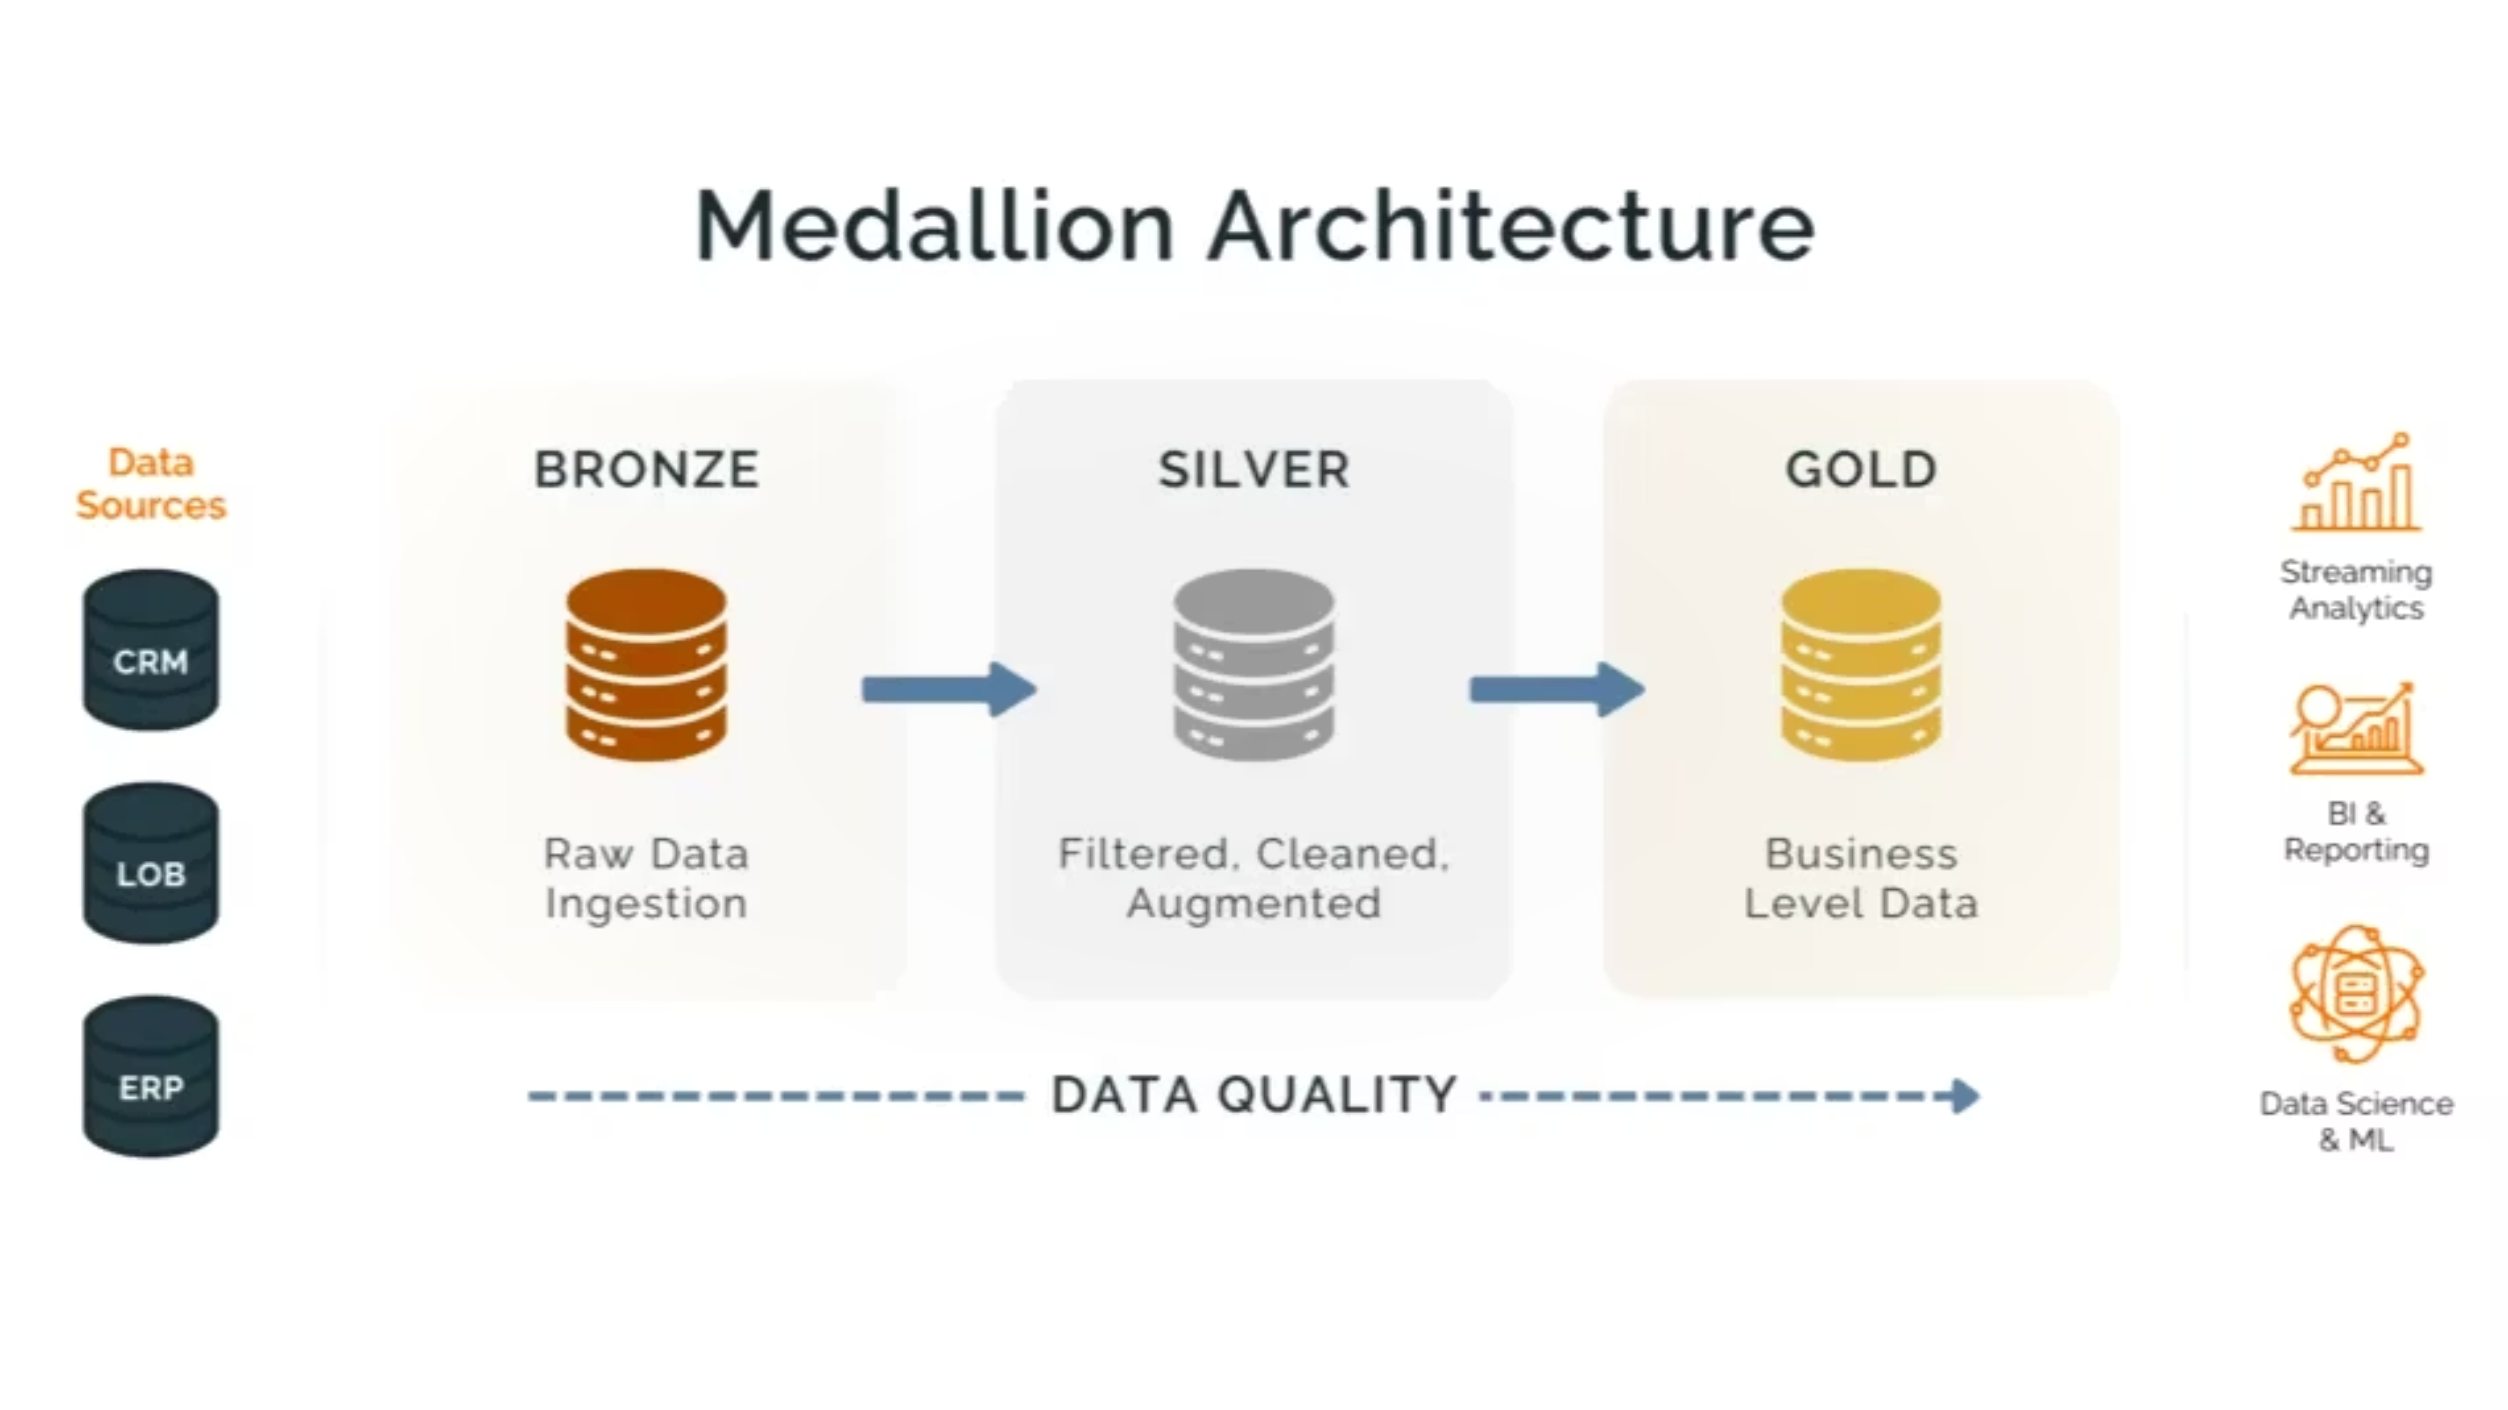 Medallion Architecture
Data
Sources
CRM
LOB
ERP
BRONZE
Raw Data
Ingestion
SILVER
Filtered, Cleaned,
Augmented
GOLD
Business
Level Data
DATA QUALITY
Streaming
Analytics
BI &
Reporting
Data Science
& ML